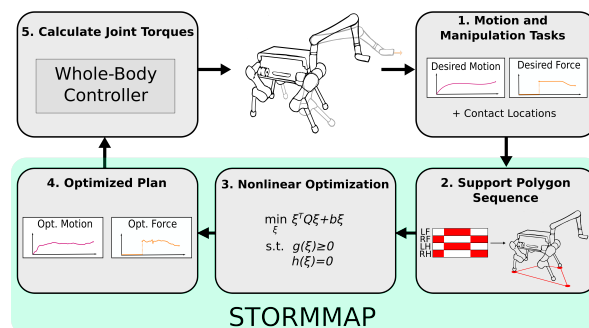 5. Calculate Joint Torques
Whole-Body
Controller
1. Motion and
Manipulation Tasks
Desired Motion
Desired Force
+ Contact Locations
4. Optimized Plan
Opt. Motion
Opt. Force
3. Nonlinear Optimization
min ξᵀQξ+bξ
ξ
s.t. g(ξ)≥0
h(ξ)=0
2. Support Polygon
Sequence
LF
RF
LH
RH
STORMMAP